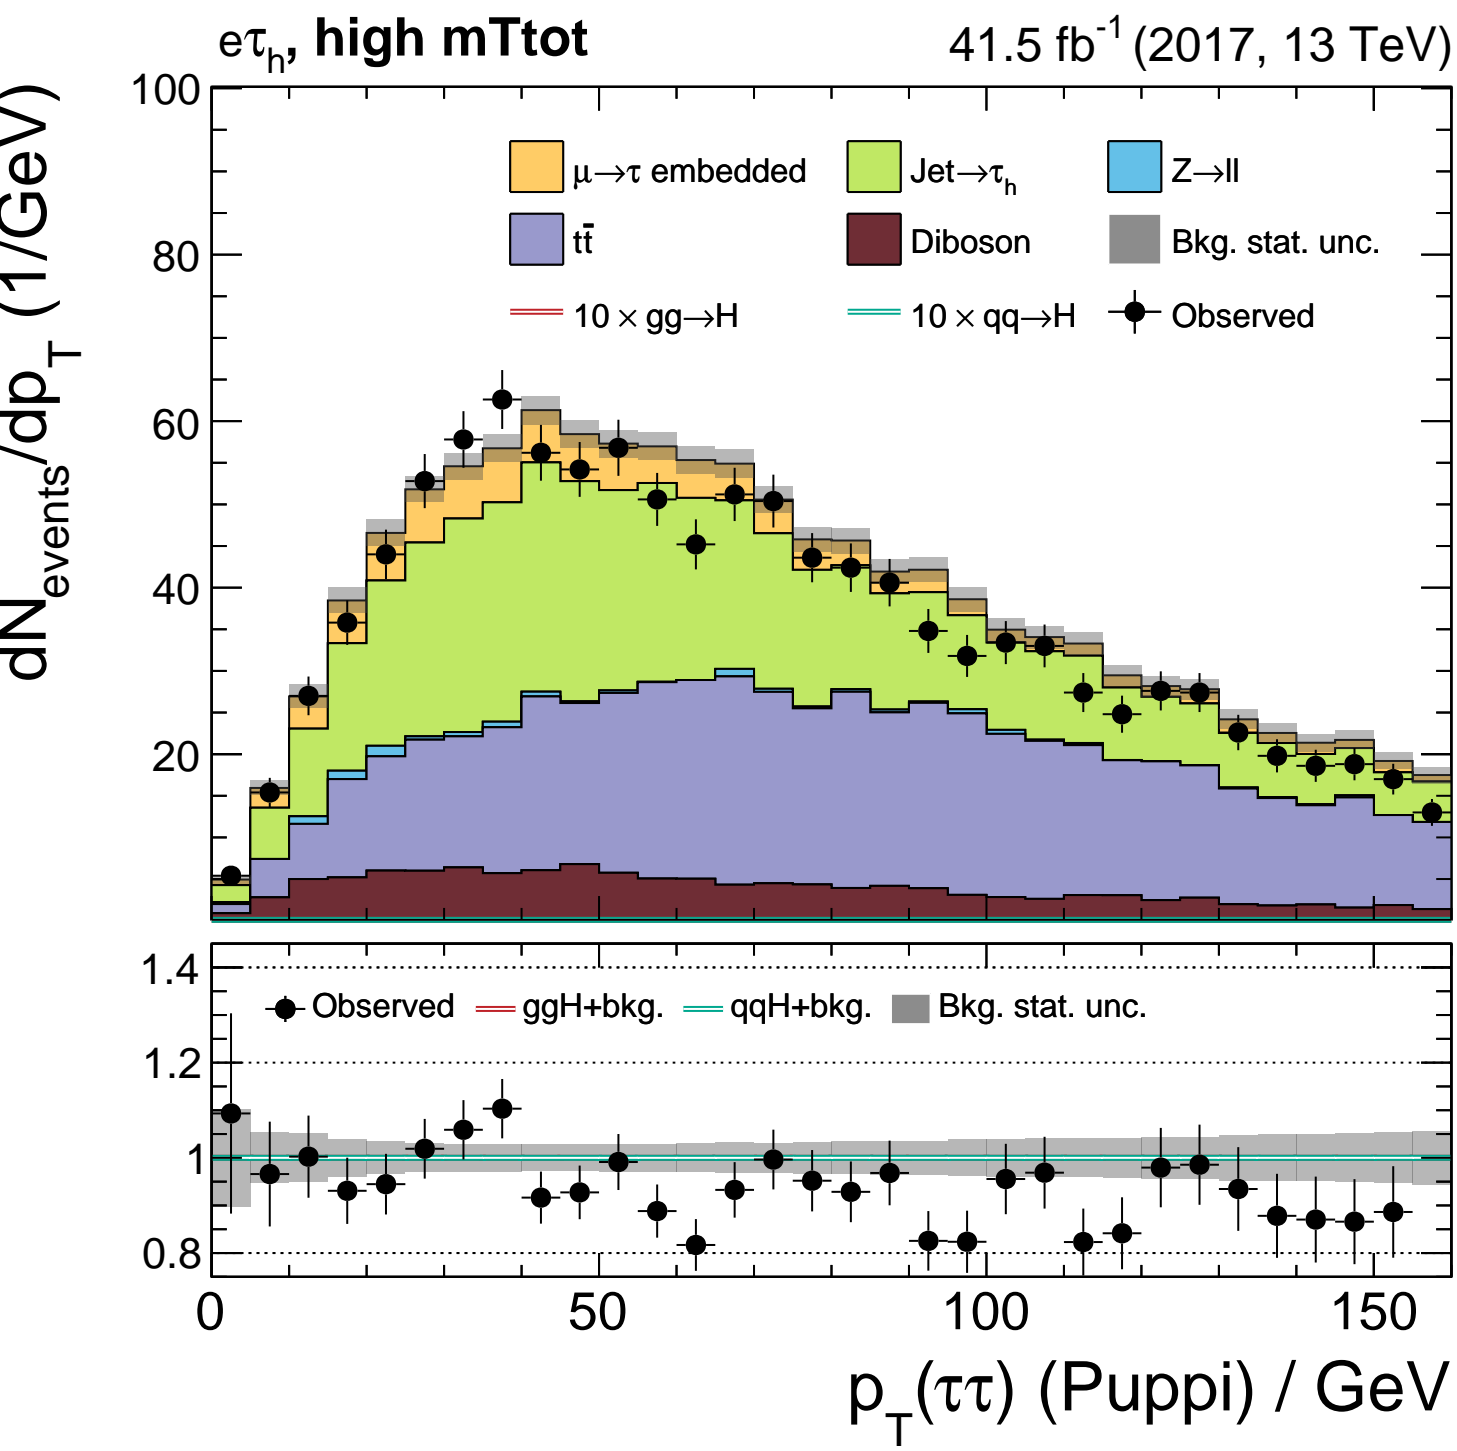 eτh, high mTtot 41.5 fb-1 (2017, 13 TeV)
dNevents/dpT (1/GeV)
100
80
60
40
20
μ→τ embedded Jet→τh Z→ll
tt̄ Diboson Bkg. stat. unc.
10 × gg→H 10 × qq→H Observed
1.4
1.2
1
0.8
Observed ggH+bkg. qqH+bkg. Bkg. stat. unc.
0 50 100 150
pT(ττ) (Puppi) / GeV